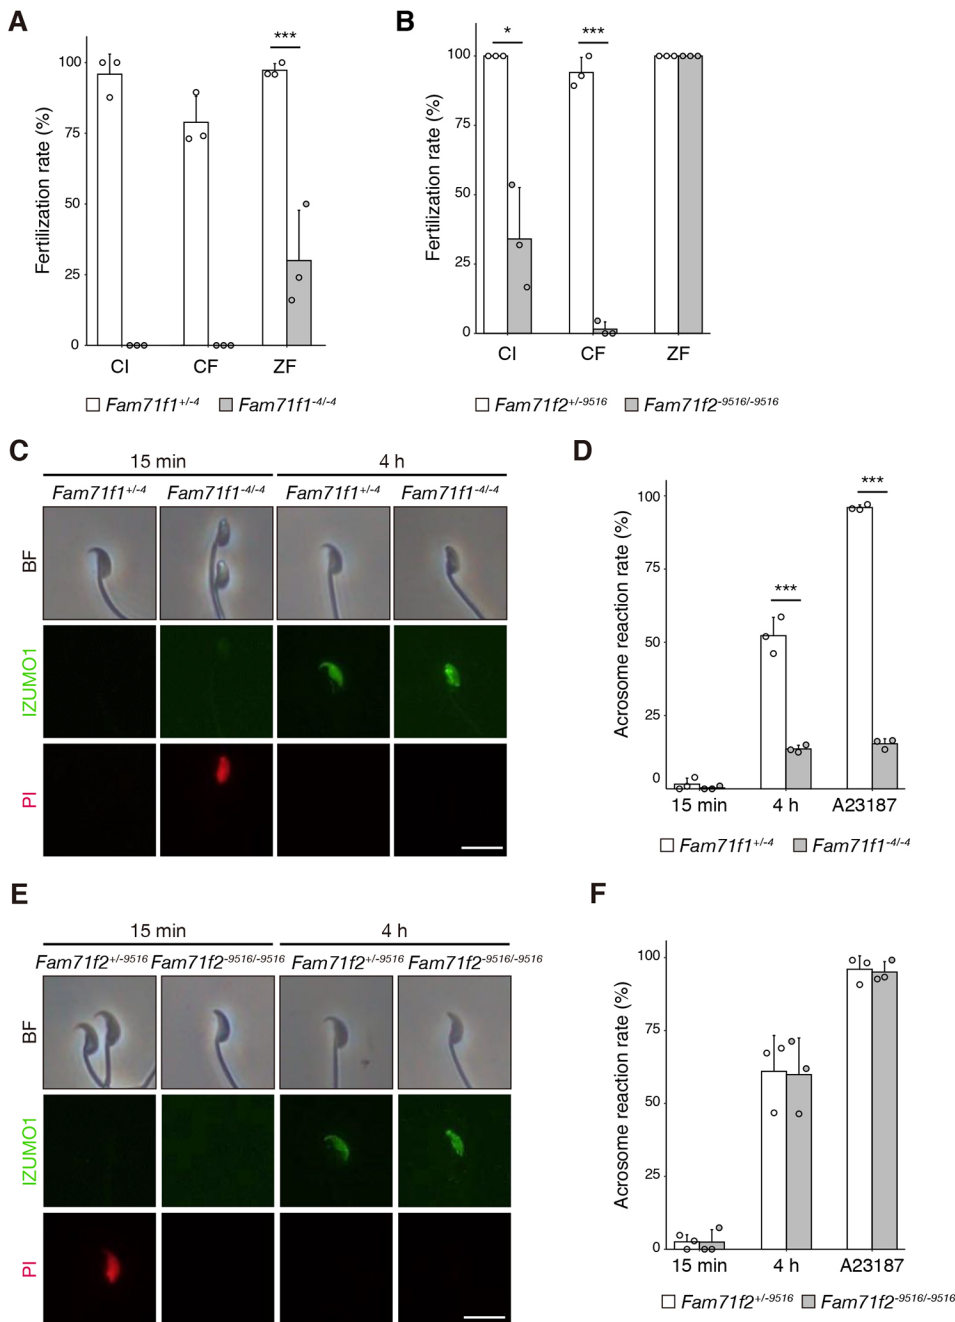 A
B
***
* ***
100
75
50
25
0
Fertilization rate (%)
CI CF ZF
Fam71f1+/-4 Fam71f1-4/-4
100
75
50
25
0
Fertilization rate (%)
CI CF ZF
Fam71f2+/-9516 Fam71f2-9516/-9516
C
15 min 4 h
Fam71f1+/-4 Fam71f1-4/-4 Fam71f1+/-4 Fam71f1-4/-4
BF
IZUMO1
PI
D
***
***
100
75
50
25
0
Acrosome reaction rate (%)
15 min 4 h A23187
Fam71f1+/-4 Fam71f1-4/-4
E
15 min 4 h
Fam71f2+/-9516 Fam71f2-9516/-9516 Fam71f2+/-9516 Fam71f2-9516/-9516
BF
IZUMO1
PI
F
100
75
50
25
0
Acrosome reaction rate (%)
15 min 4 h A23187
Fam71f2+/-9516 Fam71f2-9516/-9516